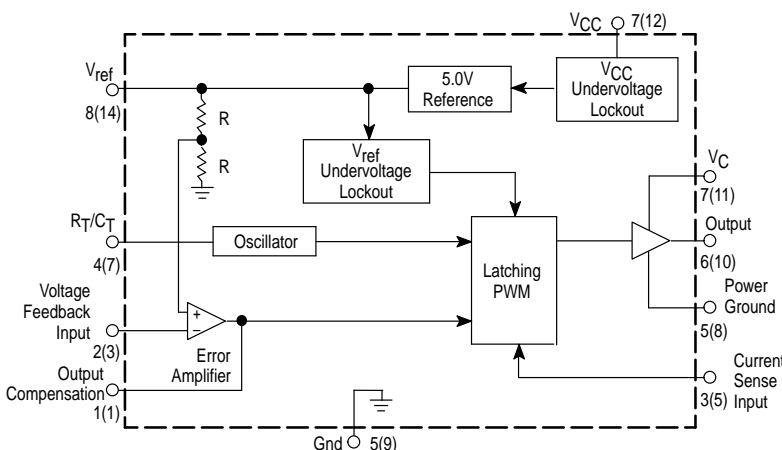 VCC 7(12)
Vref
8(14)
R
R
5.0V
Reference
VCC
Undervoltage
Lockout
Vref
Undervoltage
Lockout
VC
7(11)
RT/CT
4(7)
Oscillator
Latching
PWM
Output
6(10)
Voltage
Feedback
Input
2(3)
+
–
Error
Amplifier
Power
Ground
5(8)
Output
Compensation
1(1)
Current
Sense
Input
3(5)
Gnd 5(9)